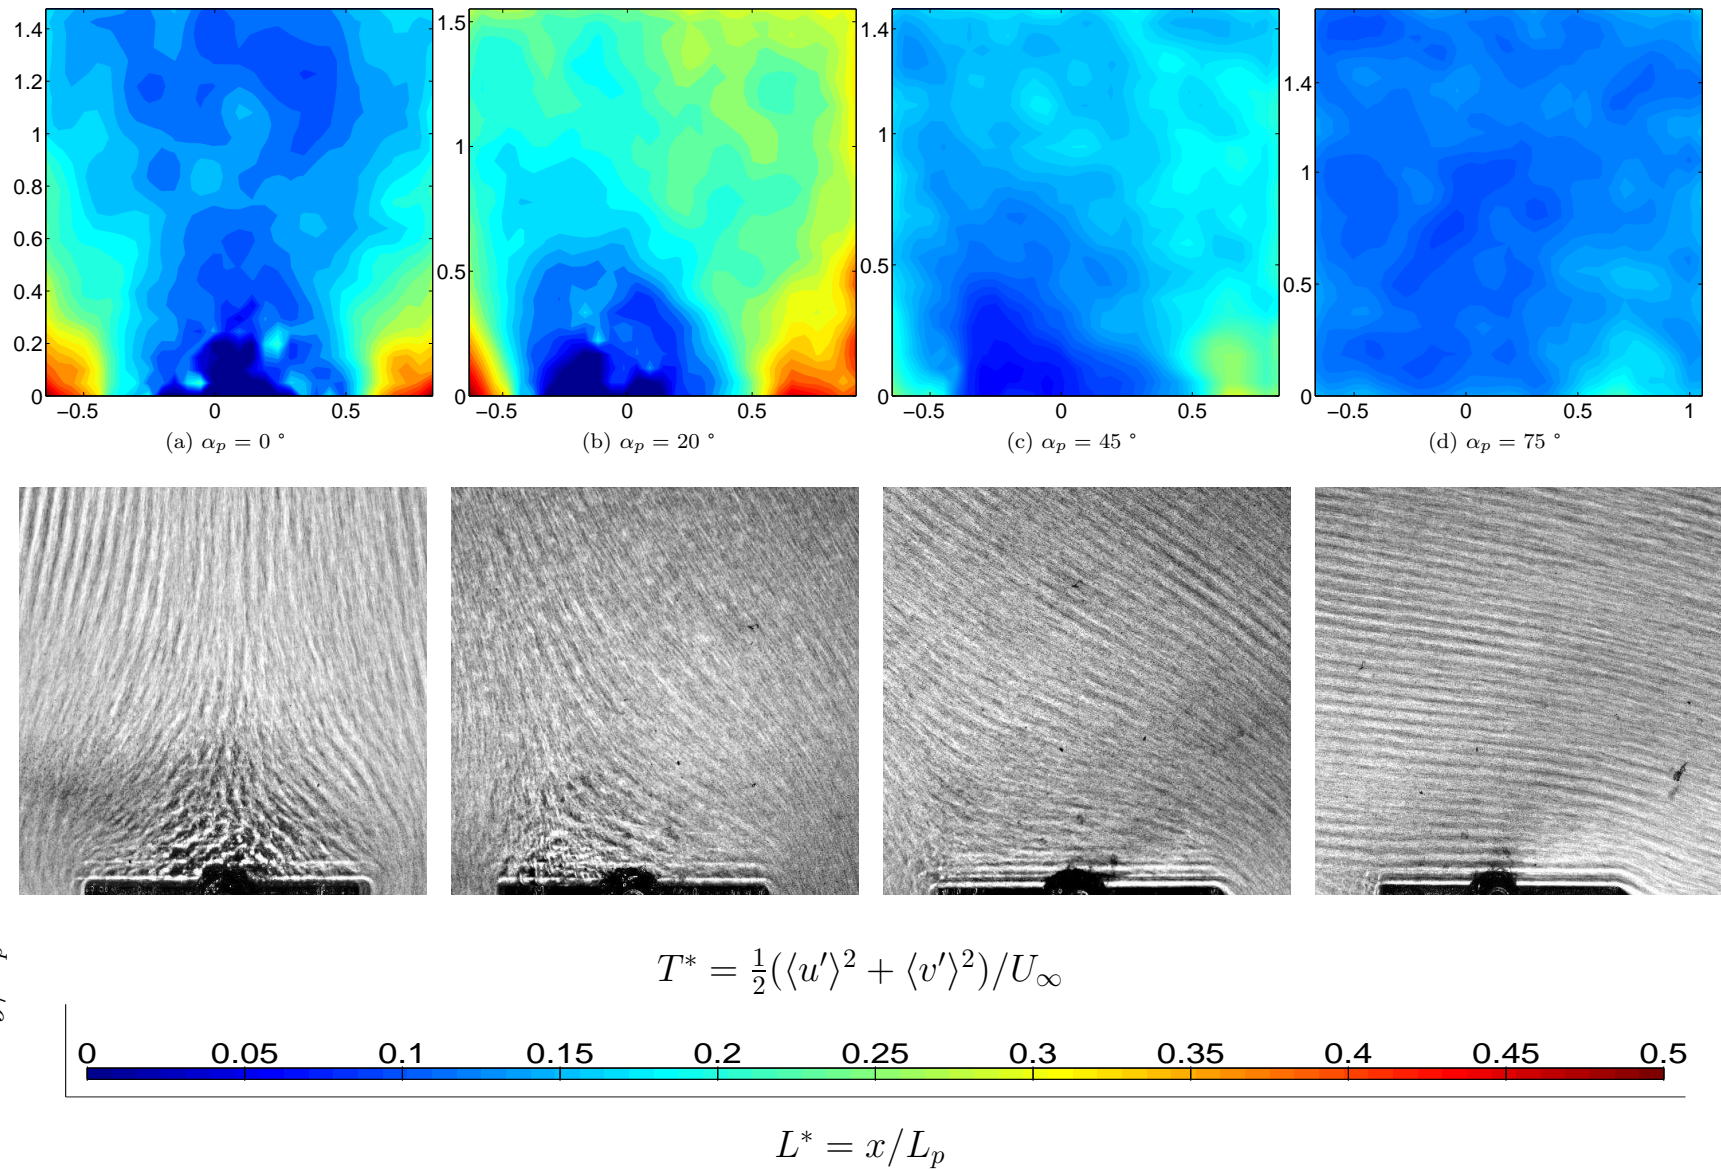 1.4 1.2 1 0.8 0.6 0.4 0.2 0
−0.5 0 0.5
(a) αp = 0 °
1.5 1 0.5 0
−0.5 0 0.5
(b) αp = 20 °
1.4 1 0.5 0
−0.5 0 0.5
(c) αp = 45 °
1.4 1 0.5 0
−0.5 0 0.5 1
(d) αp = 75 °
p
T* = 1/2(⟨u′⟩² + ⟨v′⟩²)/U∞
0 0.05 0.1 0.15 0.2 0.25 0.3 0.35 0.4 0.45 0.5
L* = x/Lp